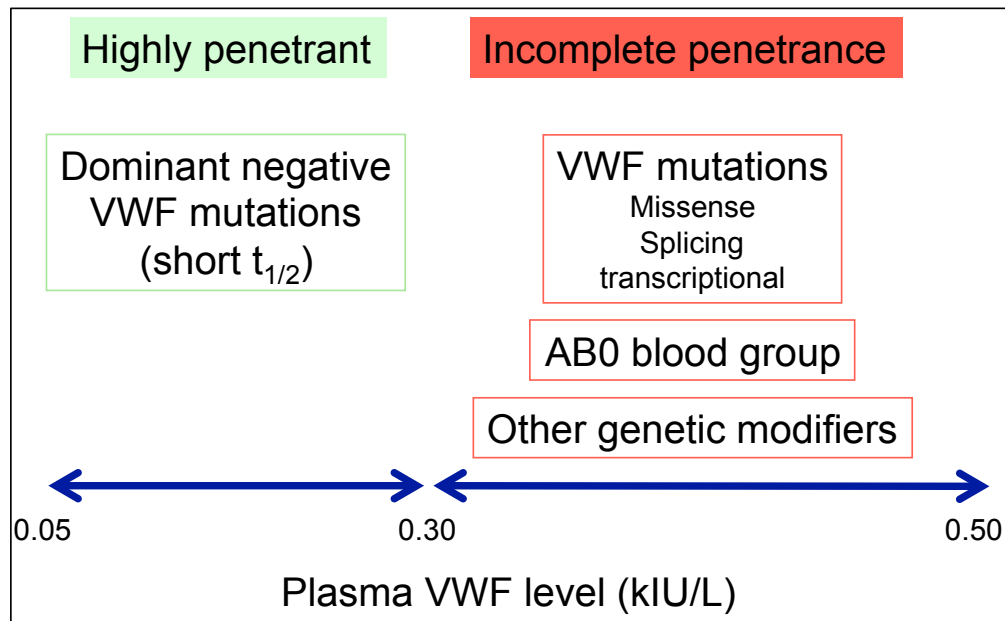 Highly penetrant
Incomplete penetrance
Dominant negative
VWF mutations
(short t1/2)
VWF mutations
Missense
Splicing
transcriptional
AB0 blood group
Other genetic modifiers
0.05
0.30
0.50
Plasma VWF level (kIU/L)